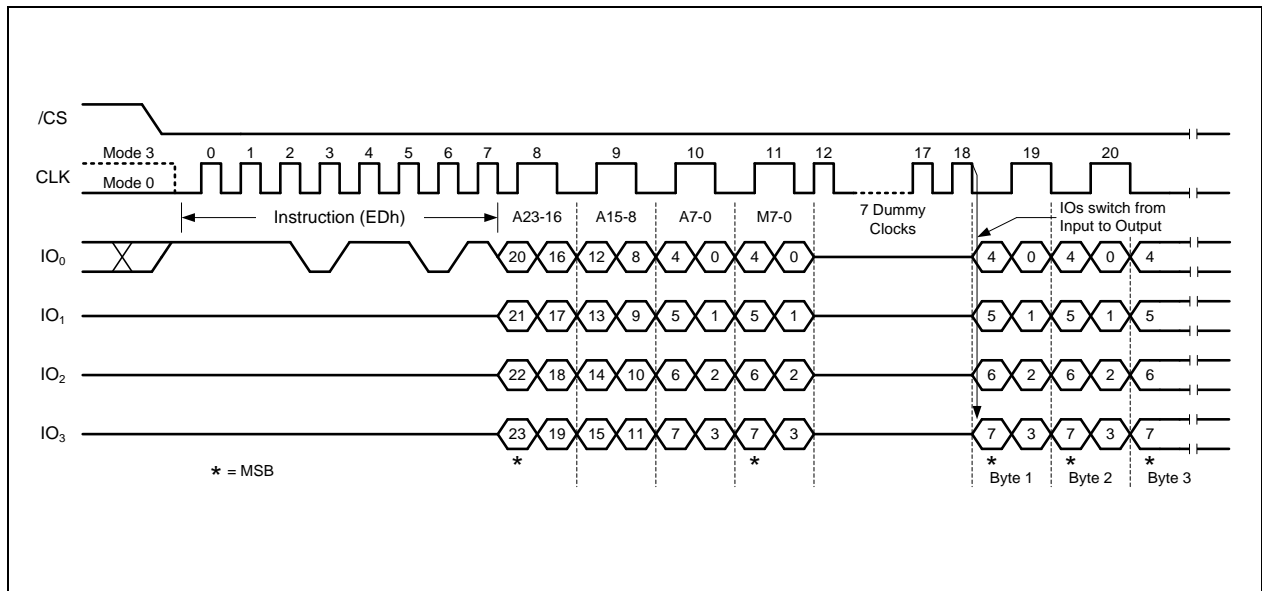 /CS
Mode 3 0 1 2 3 4 5 6 7 8 9 10 11 12 17 18 19 20
CLK
Mode 0
Instruction (EDh) A23-16 A15-8 A7-0 M7-0 7 Dummy Clocks IOs switch from Input to Output
IO₀ 20 16 12 8 4 0 4 0 4 0 4 0 4
IO₁ 21 17 13 9 5 1 5 1 5 1 5 1 5
IO₂ 22 18 14 10 6 2 6 2 6 2 6 2 6
IO₃ 23 19 15 11 7 3 7 3 7 3 7 3 7
* * * * *
* = MSB Byte 1 Byte 2 Byte 3